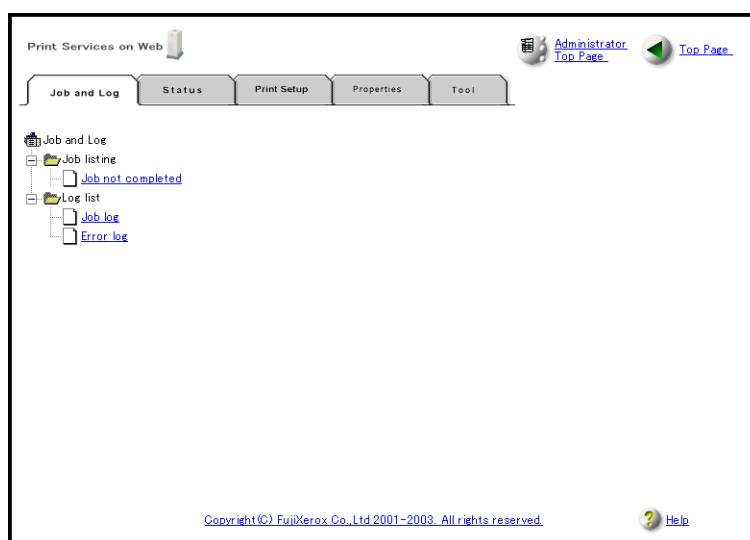 Print Services on Web
Administrator
Top Page
Top Page
Job and Log
Status
Print Setup
Properties
Tool
Job and Log
Job listing
Job not completed
Log list
Job log
Error log
Copyright(C) FujiXerox Co.,Ltd 2001-2003. All rights reserved.
Help